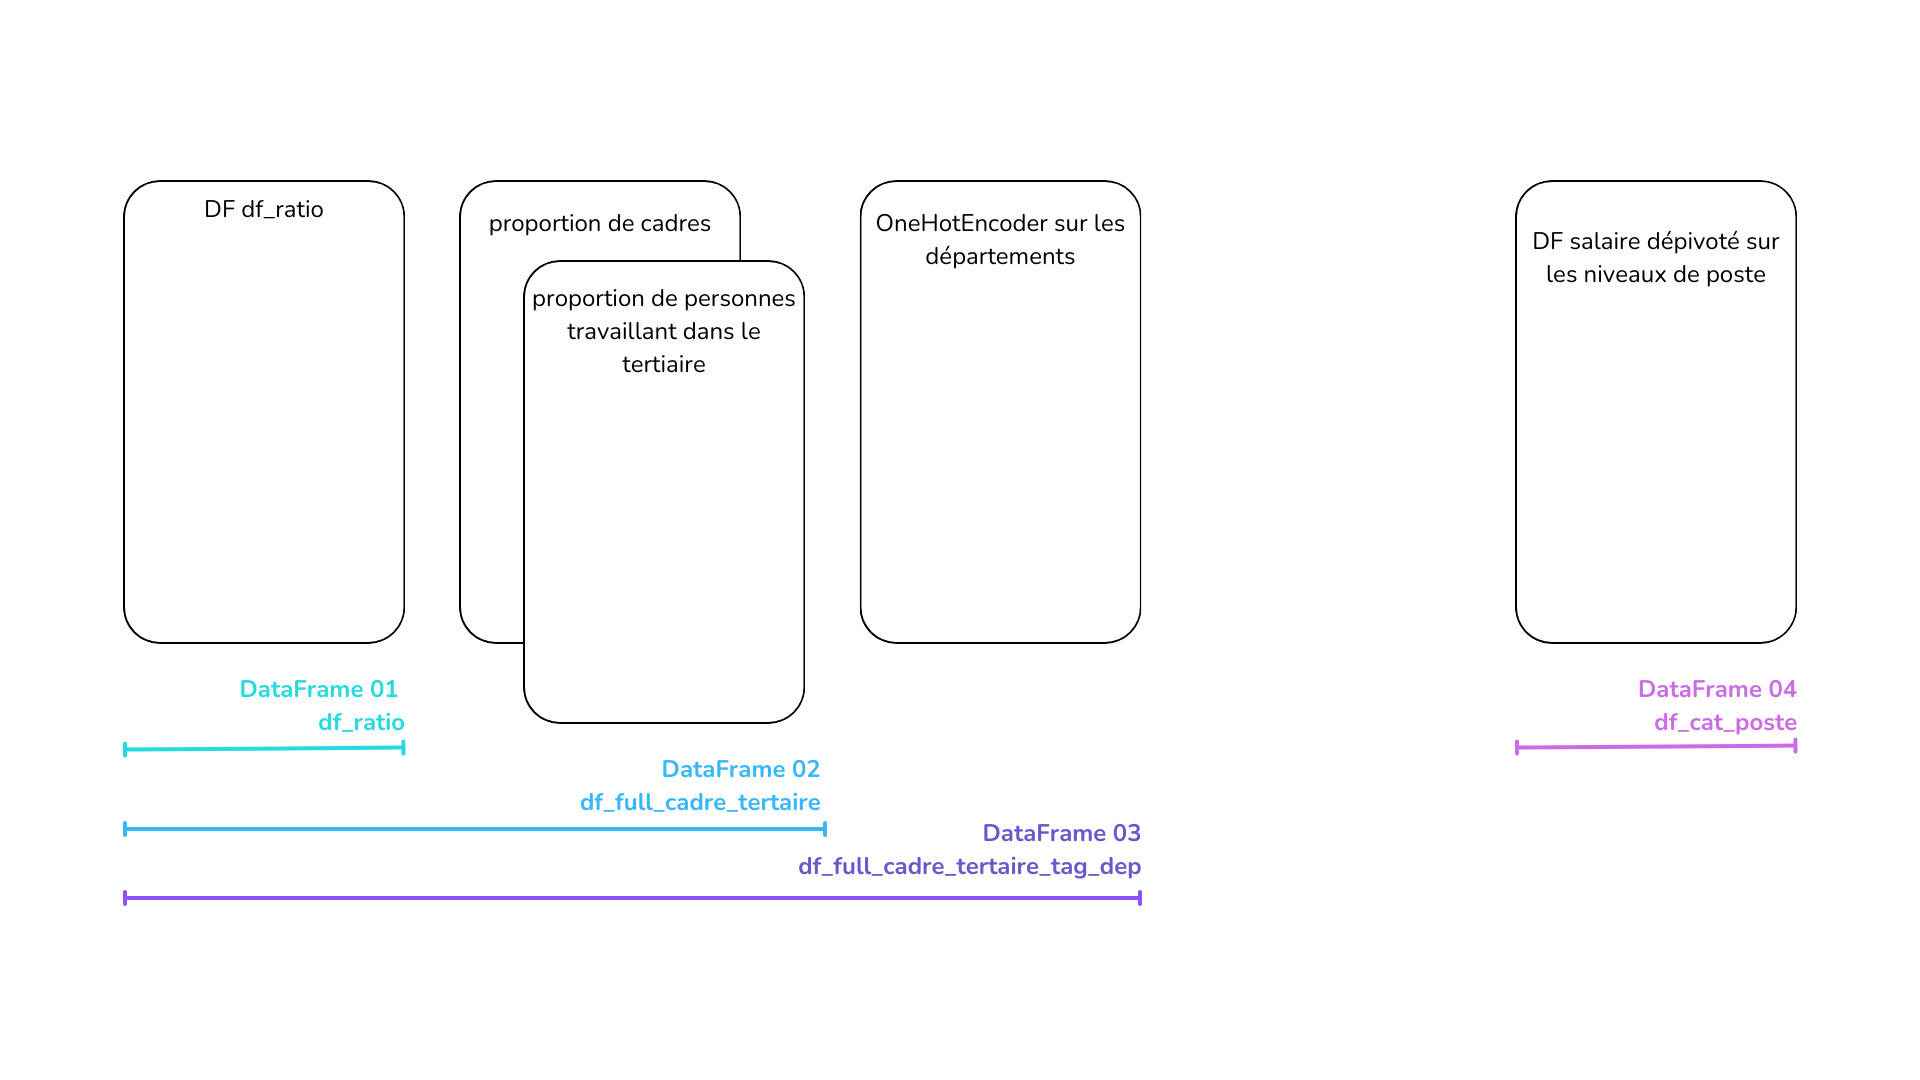 DF df_ratio
proportion de cadres
proportion de personnes
travaillant dans le
tertiaire
OneHotEncoder sur les
départements
DF salaire dépivoté sur
les niveaux de poste
DataFrame 01
df_ratio
DataFrame 02
df_full_cadre_tertaire
DataFrame 03
df_full_cadre_tertaire_tag_dep
DataFrame 04
df_cat_poste